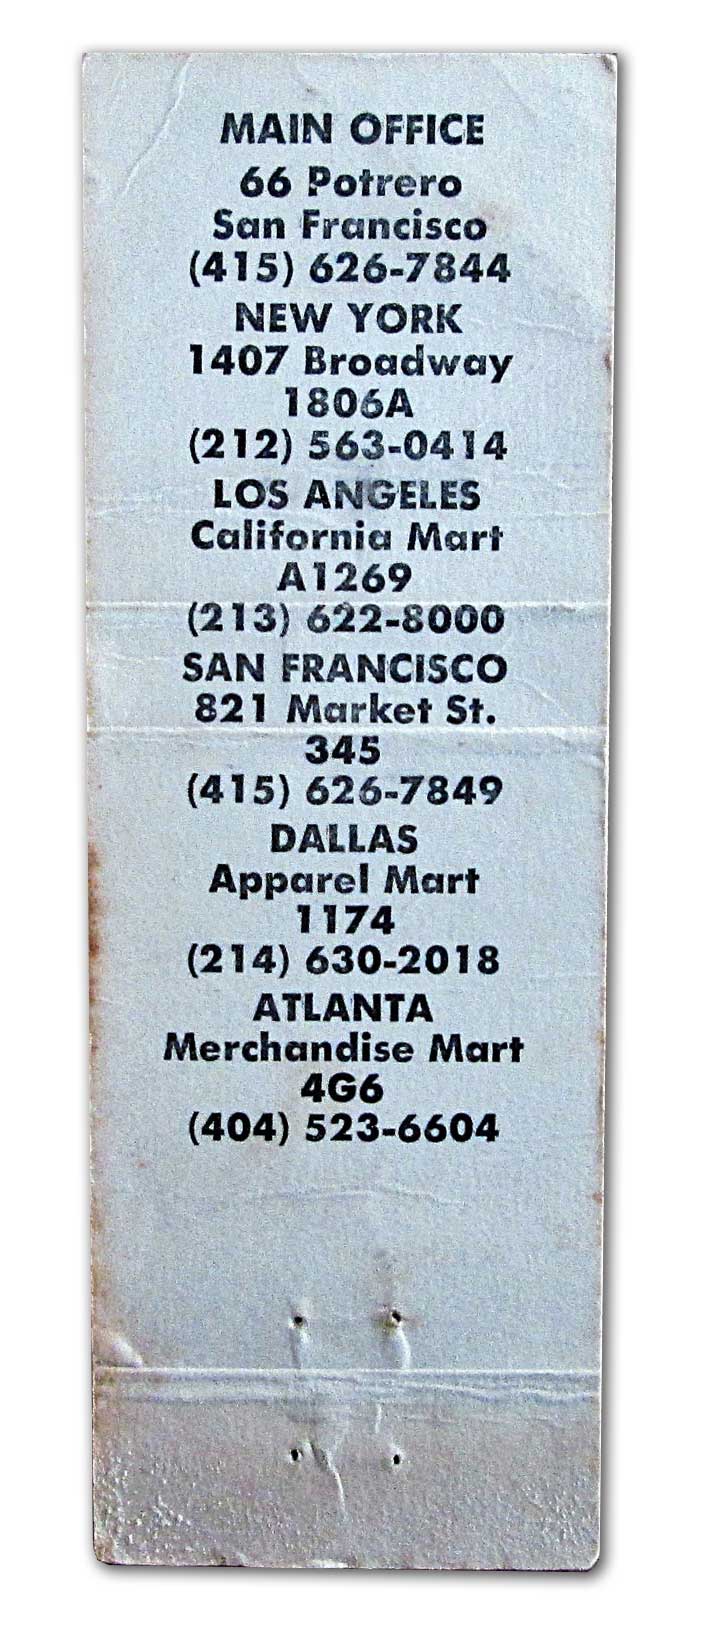 MAIN OFFICE
66 Potrero
San Francisco
(415) 626-7844
NEW YORK
1407 Broadway
1806A
(212) 563-0414
LOS ANGELES
California Mart
A1269
(213) 622-8000
SAN FRANCISCO
821 Market St.
345
(415) 626-7849
DALLAS
Apparel Mart
1174
(214) 630-2018
ATLANTA
Merchandise Mart
4G6
(404) 523-6604